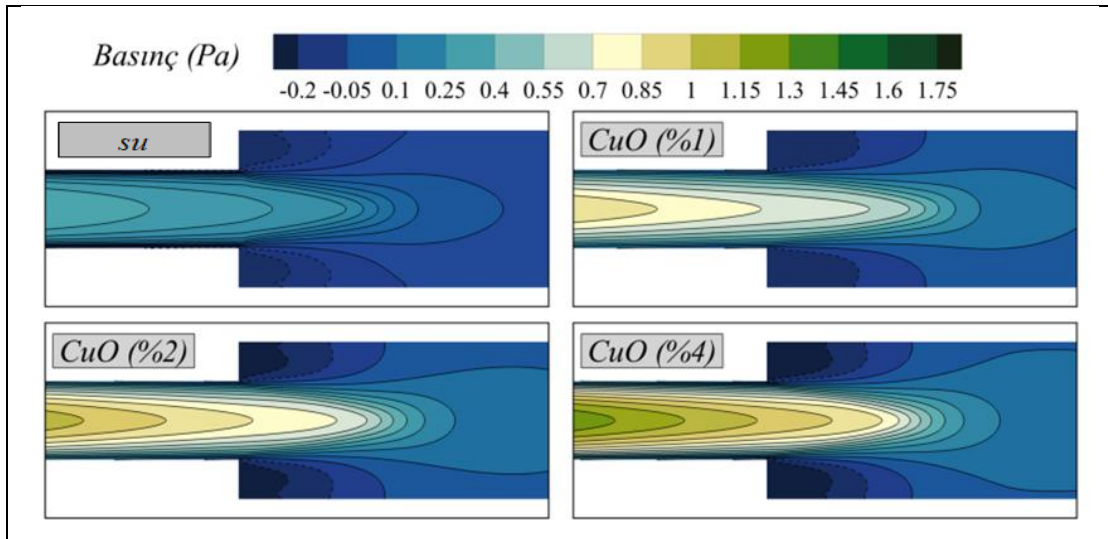 Basınç (Pa)
-0.2 -0.05 0.1 0.25 0.4 0.55 0.7 0.85 1 1.15 1.3 1.45 1.6 1.75
su
CuO (%1)
CuO (%2)
CuO (%4)